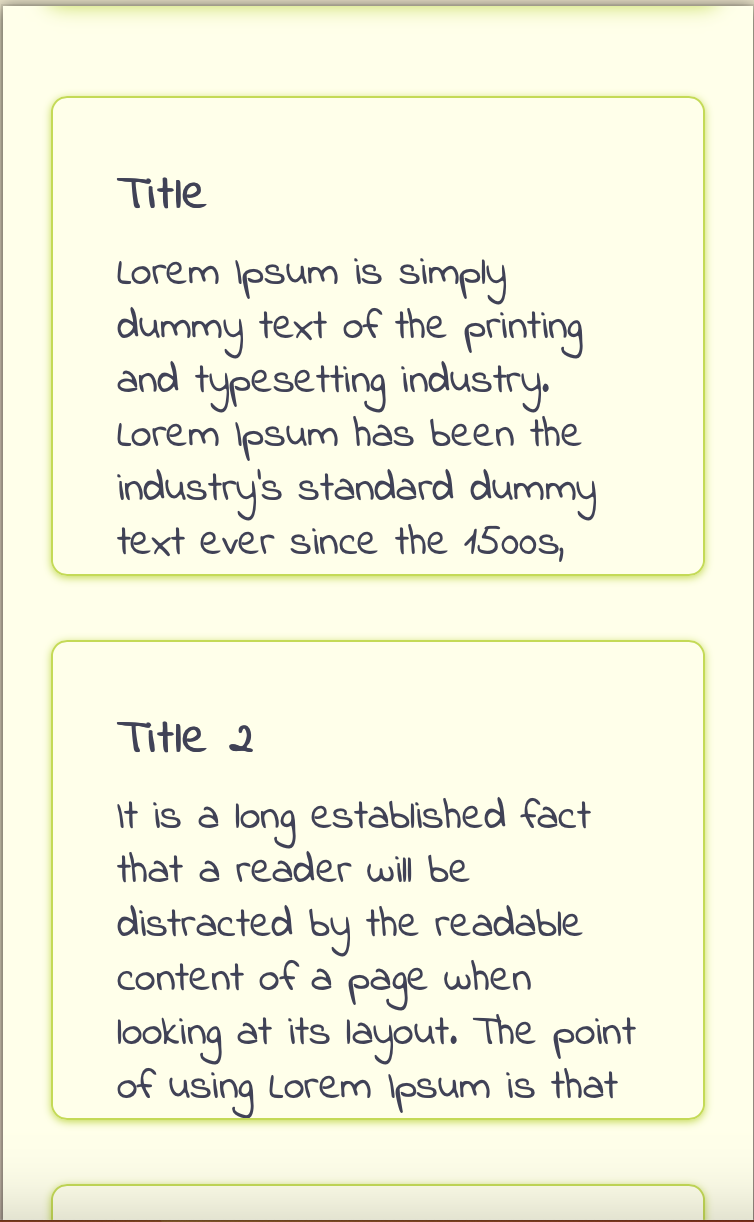 Title
Lorem Ipsum is simply
dummy text of the printing
and typesetting industry.
Lorem Ipsum has been the
industry's standard dummy
text ever since the 1500s,
Title 2
It is a long established fact
that a reader will be
distracted by the readable
content of a page when
looking at its layout. The point
of using Lorem Ipsum is that